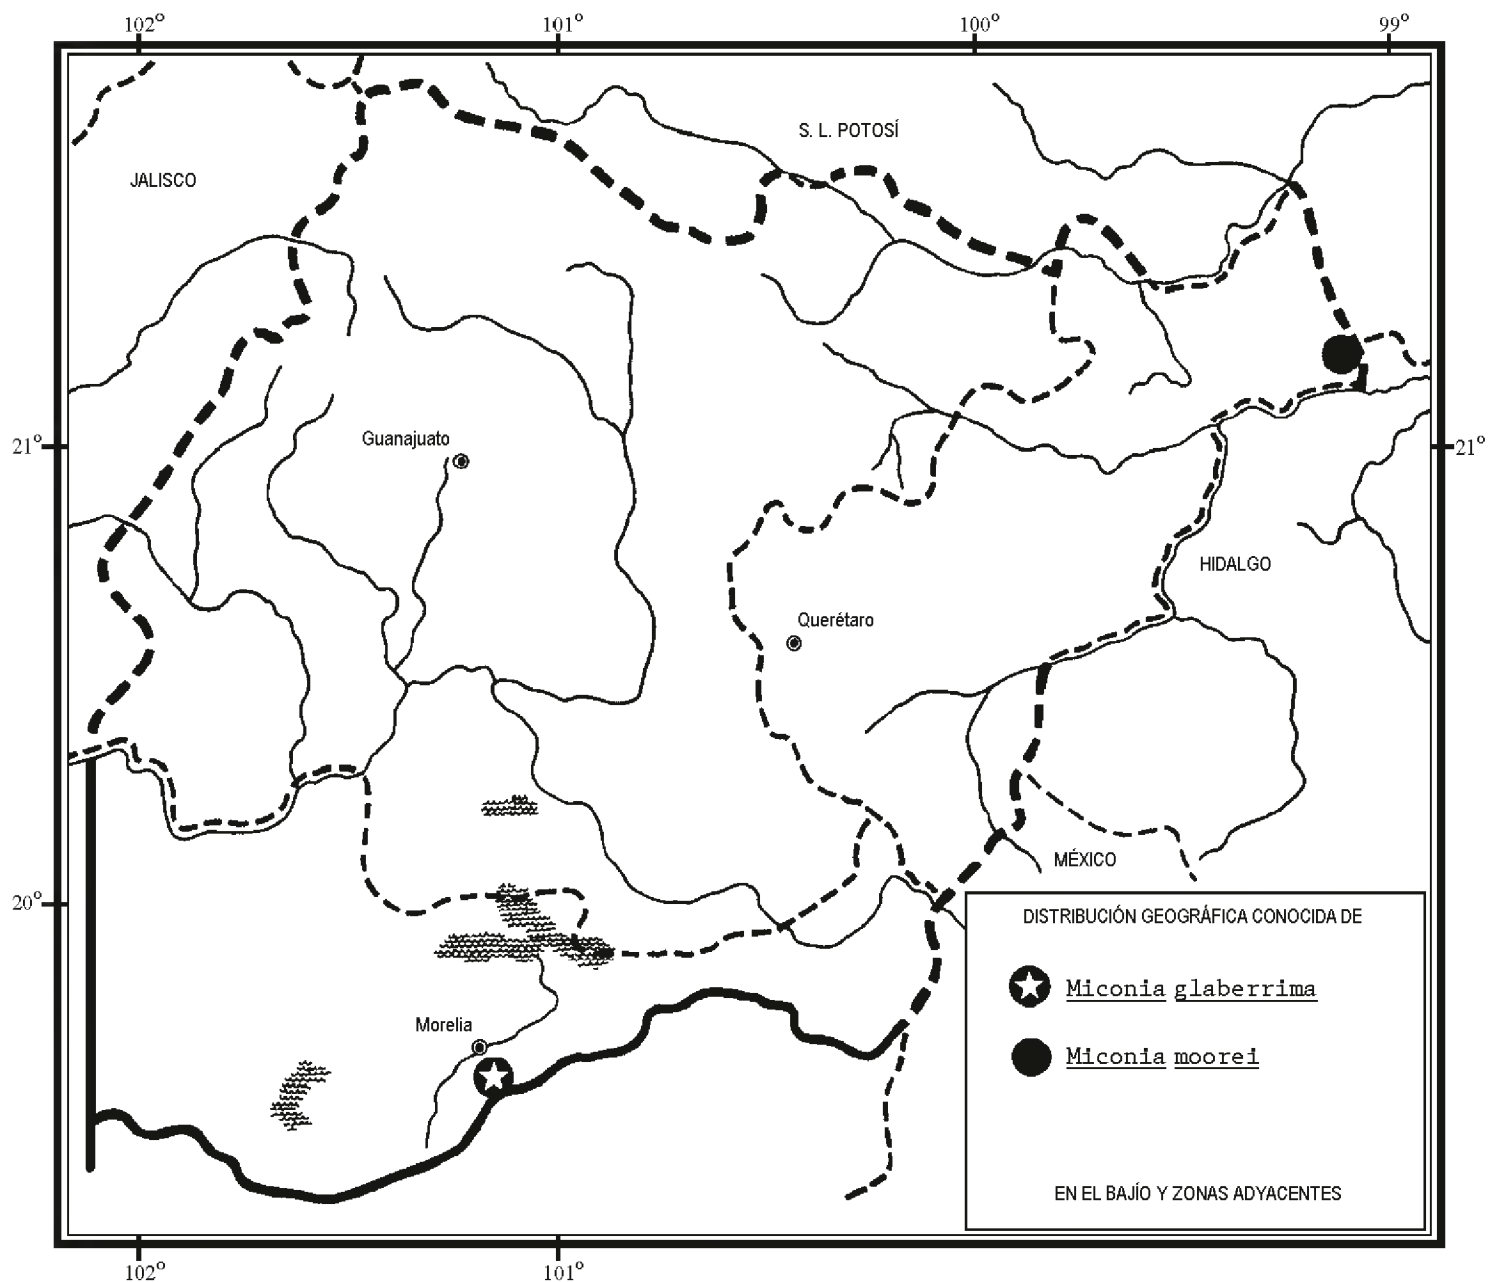 102° 101° 100° 99°
S. L. POTOSÍ
JALISCO
Guanajuato
21° 21°
HIDALGO
Querétaro
MÉXICO
20°
DISTRIBUCIÓN GEOGRÁFICA CONOCIDA DE
Miconia glaberrima
Morelia
Miconia moorei
EN EL BAJÍO Y ZONAS ADYACENTES
102° 101°